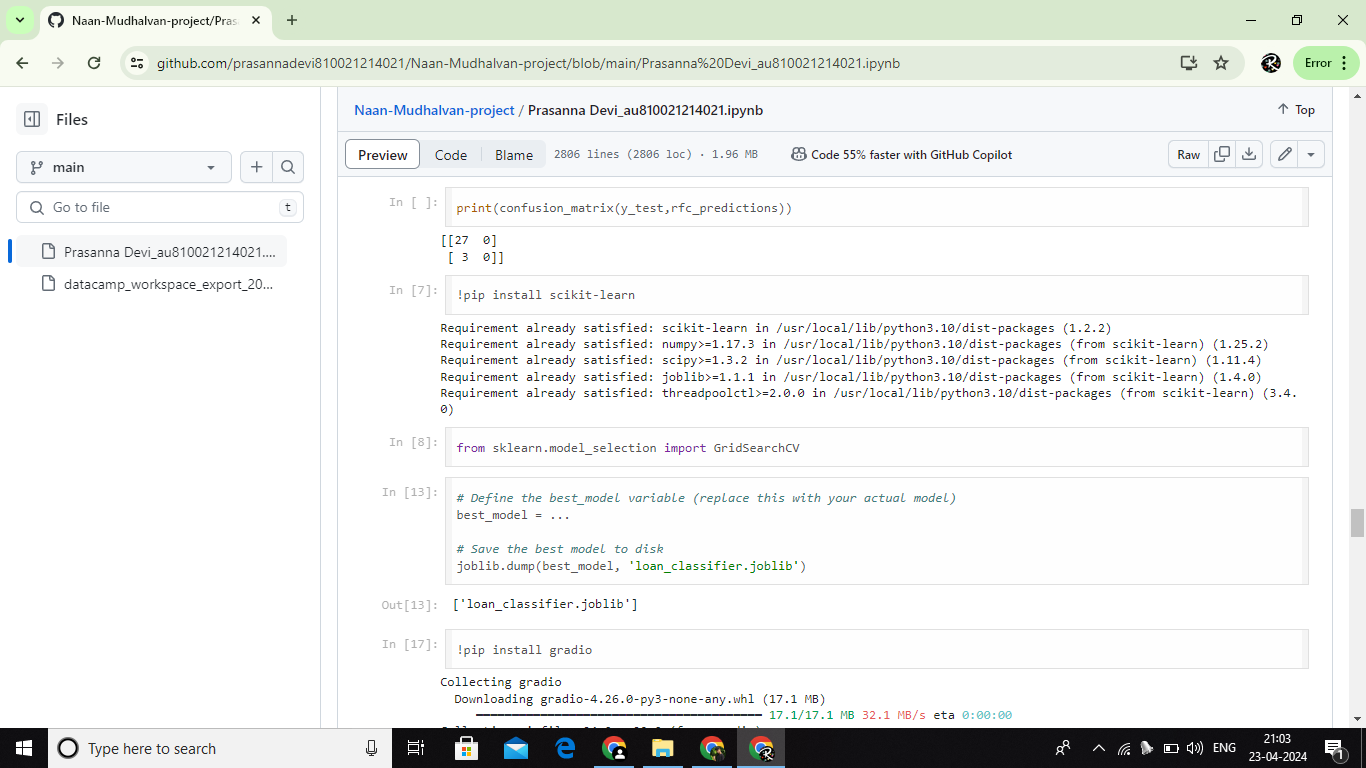 Naan-Mudhalvan-project/Pras
github.com/prasannadevi810021214021/Naan-Mudhalvan-project/blob/main/Prasanna%20Devi_au810021214021.ipynb
Error
Files
main
Go to file
t
Prasanna Devi_au810021214021....
datacamp_workspace_export_20...
Naan-Mudhalvan-project / Prasanna Devi_au810021214021.ipynb
Top
Preview
Code
Blame
2806 lines (2806 loc) · 1.96 MB
Code 55% faster with GitHub Copilot
Raw
In [ ]:
print(confusion_matrix(y_test,rfc_predictions))
[[27  0]
 [ 3  0]]
In [7]:
!pip install scikit-learn
Requirement already satisfied: scikit-learn in /usr/local/lib/python3.10/dist-packages (1.2.2)
Requirement already satisfied: numpy>=1.17.3 in /usr/local/lib/python3.10/dist-packages (from scikit-learn) (1.25.2)
Requirement already satisfied: scipy>=1.3.2 in /usr/local/lib/python3.10/dist-packages (from scikit-learn) (1.11.4)
Requirement already satisfied: joblib>=1.1.1 in /usr/local/lib/python3.10/dist-packages (from scikit-learn) (1.4.0)
Requirement already satisfied: threadpoolctl>=2.0.0 in /usr/local/lib/python3.10/dist-packages (from scikit-learn) (3.4.
0)
In [8]:
from sklearn.model_selection import GridSearchCV
In [13]:
# Define the best_model variable (replace this with your actual model)
best_model = ...
# Save the best model to disk
joblib.dump(best_model, 'loan_classifier.joblib')
Out[13]:
['loan_classifier.joblib']
In [17]:
!pip install gradio
Collecting gradio
Downloading gradio-4.26.0-py3-none-any.whl (17.1 MB)
17.1/17.1 MB 32.1 MB/s eta 0:00:00
Type here to search
ENG
21:03
23-04-2024
1